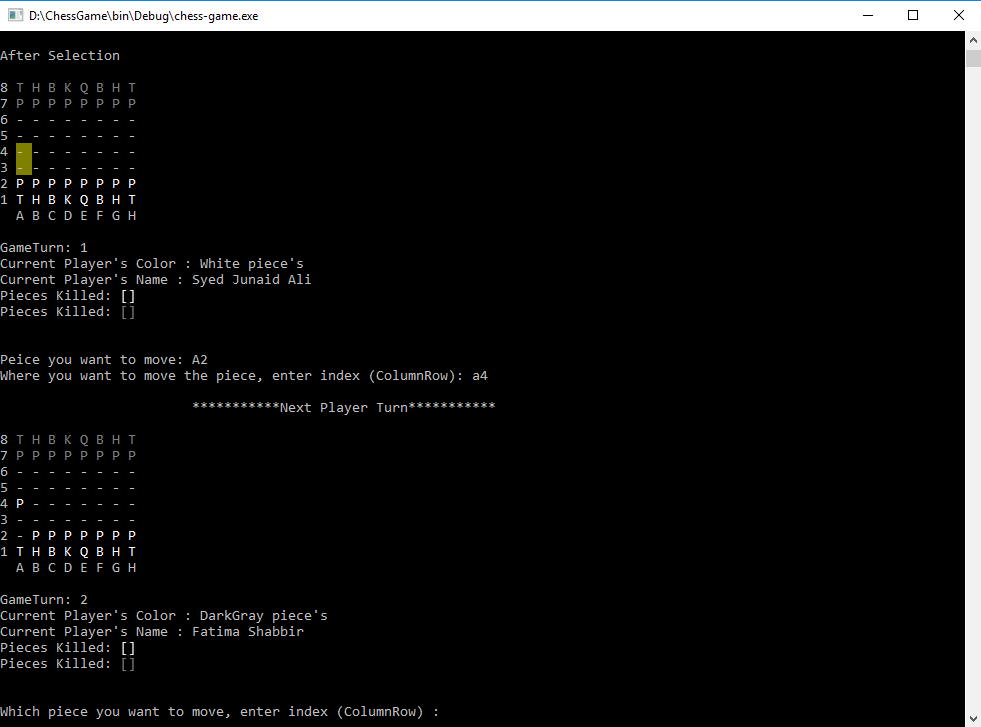 D:\ChessGame\bin\Debug\chess-game.exe
After Selection
8 T H B K Q B H T
7 P P P P P P P P
6 - - - - - - - -
5 - - - - - - - -
4 - - - - - - - -
3 - - - - - - - -
2 P P P P P P P P
1 T H B K Q B H T
A B C D E F G H
GameTurn: 1
Current Player's Color : White piece's
Current Player's Name : Syed Junaid Ali
Pieces Killed: []
Pieces Killed: []
Peice you want to move: A2
Where you want to move the piece, enter index (ColumnRow): a4
***********Next Player Turn***********
8 T H B K Q B H T
7 P P P P P P P P
6 - - - - - - - -
5 - - - - - - - -
4 P - - - - - - -
3 - - - - - - - -
2 - P P P P P P P
1 T H B K Q B H T
A B C D E F G H
GameTurn: 2
Current Player's Color : DarkGray piece's
Current Player's Name : Fatima Shabbir
Pieces Killed: []
Pieces Killed: []
Which piece you want to move, enter index (ColumnRow) :